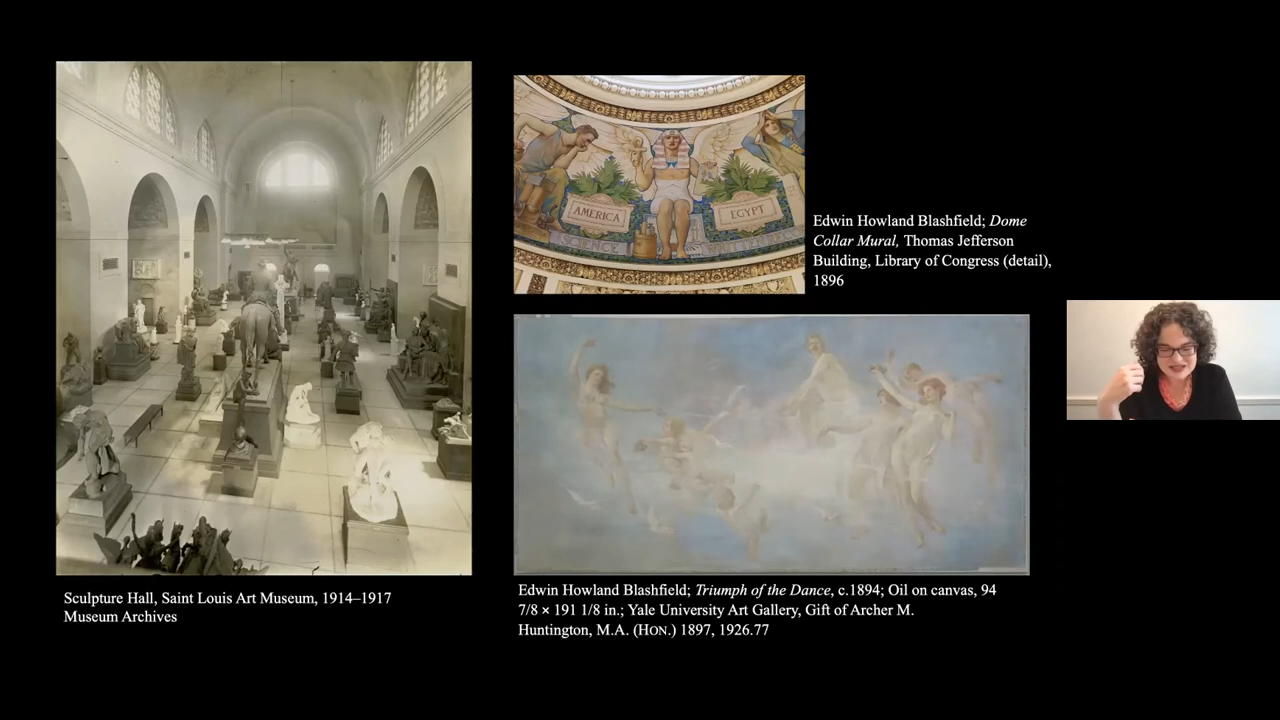 AMERICA
EGYPT
SCIENCE
Edwin Howland Blashfield; Dome
Collar Mural, Thomas Jefferson
Building, Library of Congress (detail),
1896
Sculpture Hall, Saint Louis Art Museum, 1914–1917
Museum Archives
Edwin Howland Blashfield; Triumph of the Dance, c.1894; Oil on canvas, 94
7/8 × 191 1/8 in.; Yale University Art Gallery, Gift of Archer M.
Huntington, M.A. (HON.) 1897, 1926.77